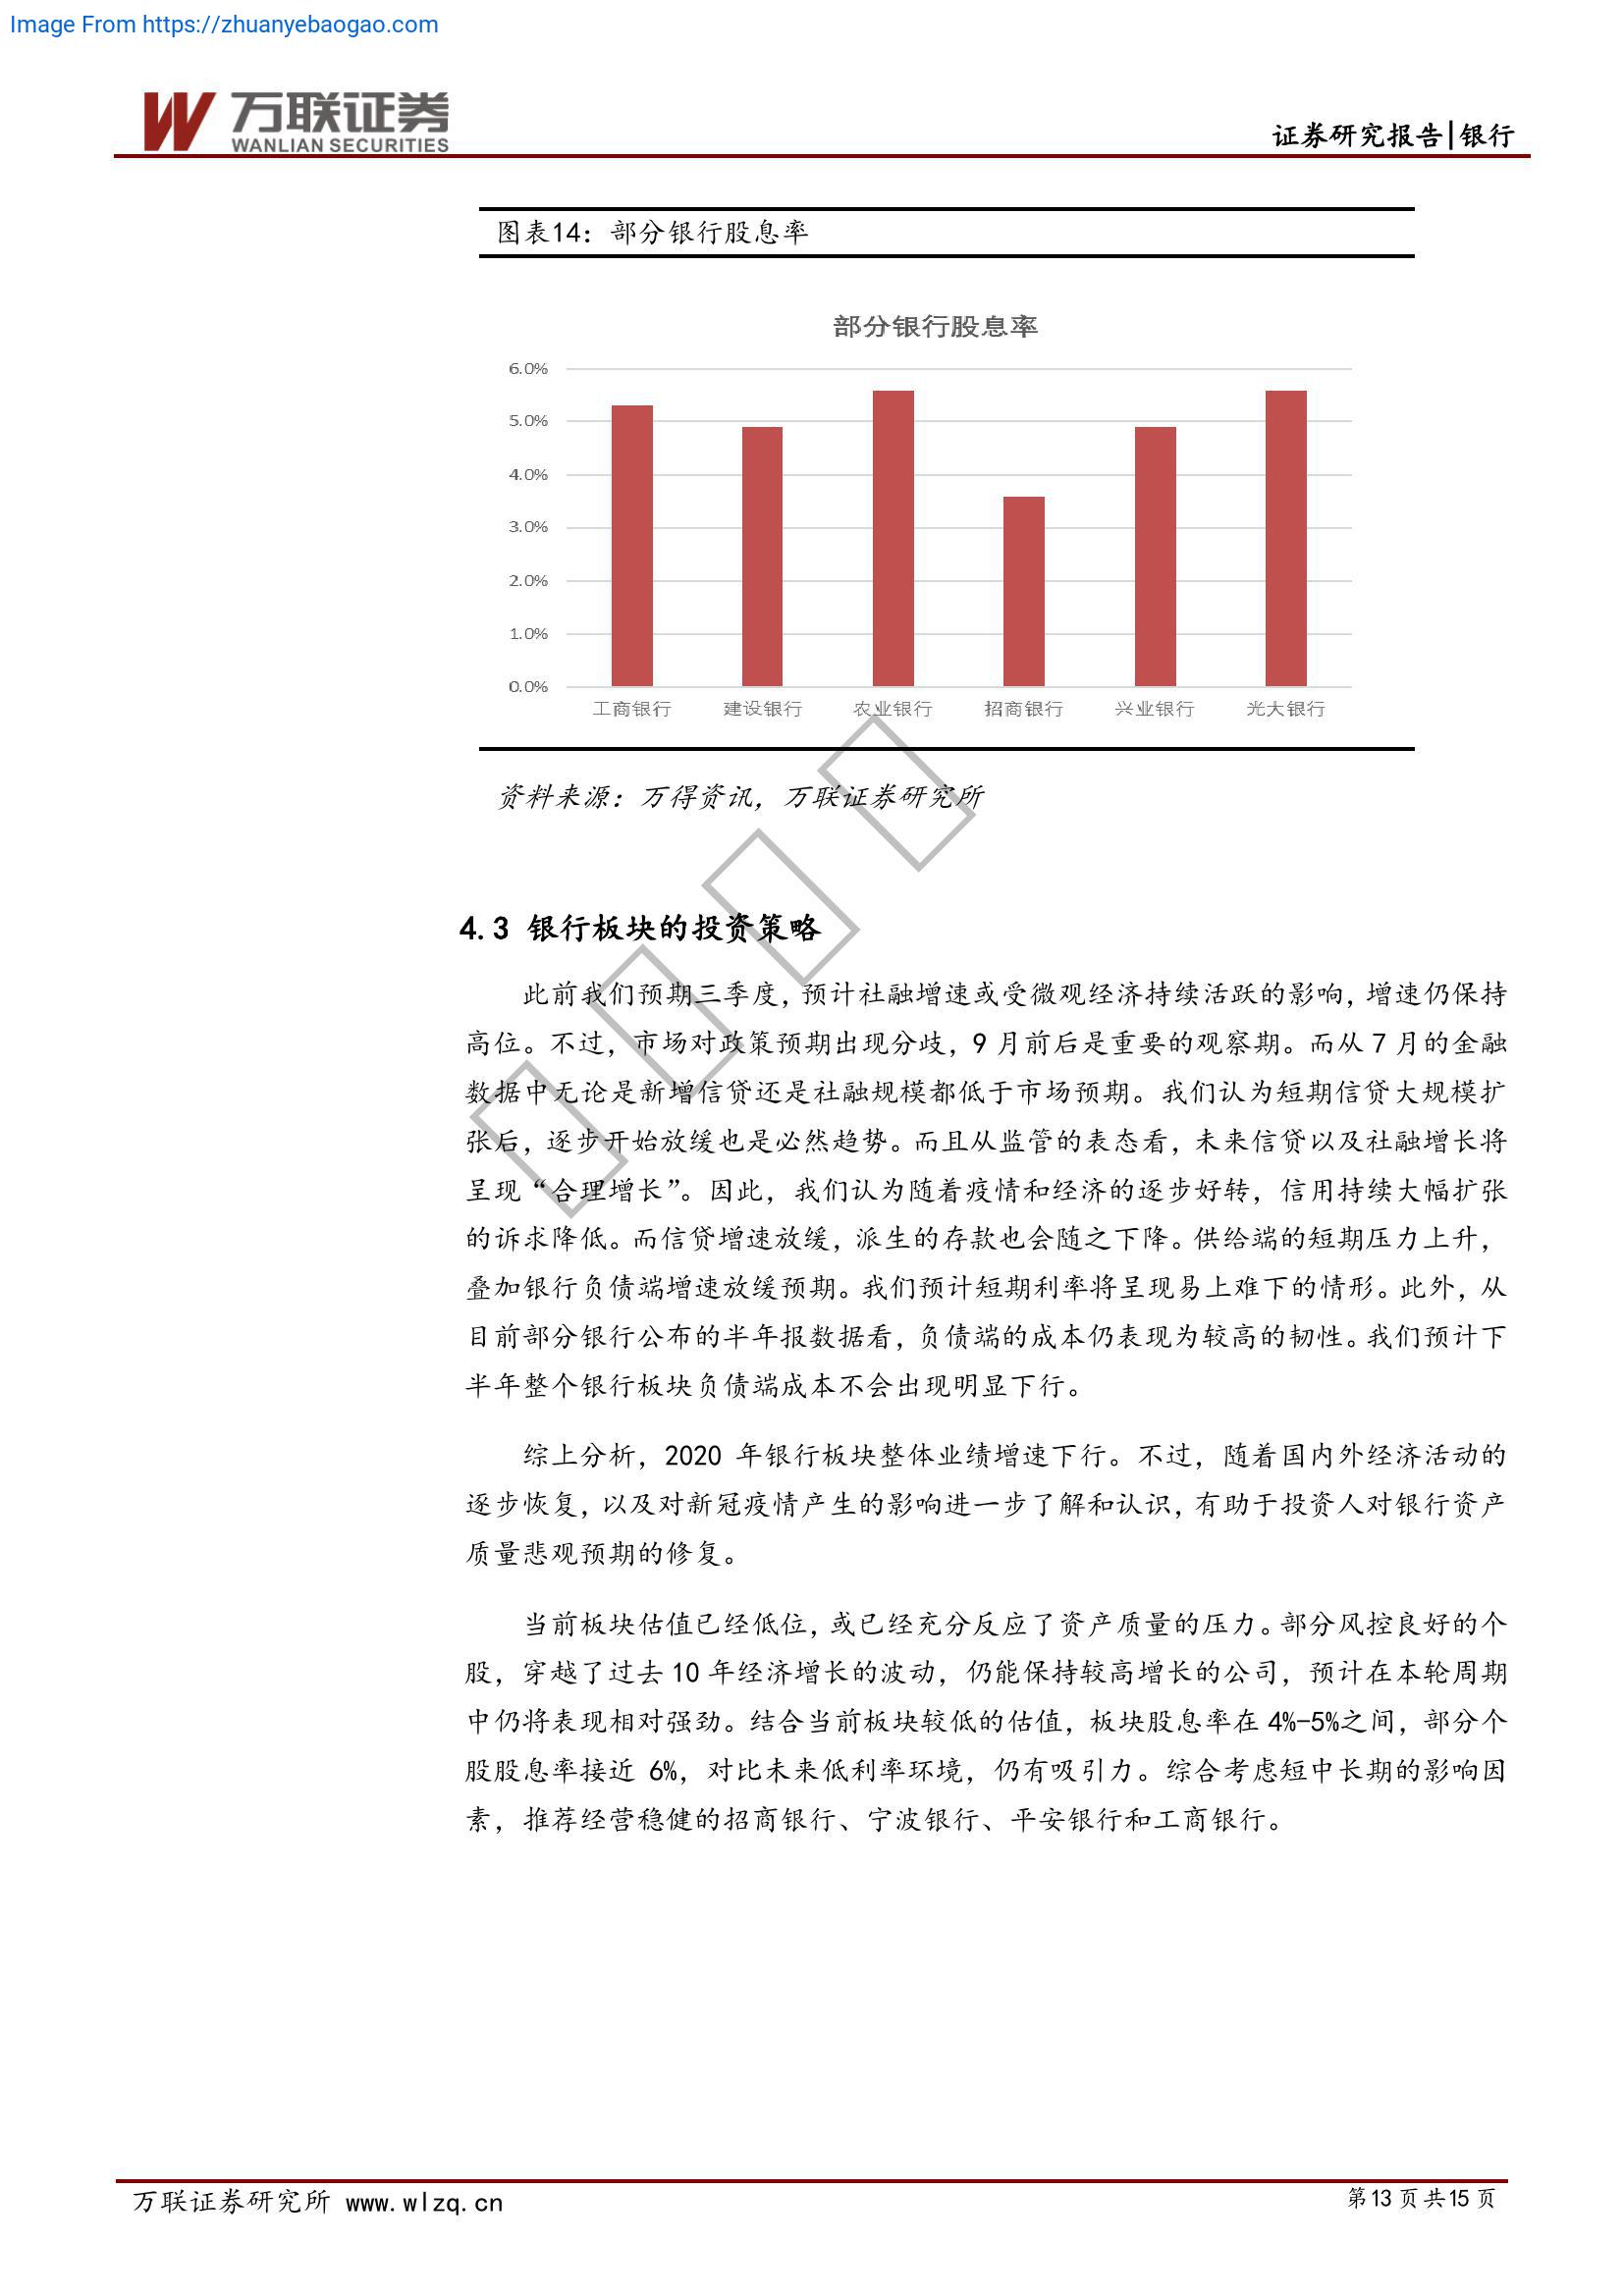 Image From https://zhuanyebaogao.com
万联证券
WANLIAN SECURITIES
证券研究报告|银行
图表14：部分银行股息率
部分银行股息率
6.0%
5.0%
4.0%
3.0%
2.0%
1.0%
0.0%
工商银行 建设银行 农业银行 招商银行 兴业银行 光大银行
资料来源：万得资讯，万联证券研究所
4.3 银行板块的投资策略
此前我们预期三季度，预计社融增速或受微观经济持续活跃的影响，增速仍保持
高位。不过，市场对政策预期出现分歧，9 月前后是重要的观察期。而从 7 月的金融
数据中无论是新增信贷还是社融规模都低于市场预期。我们认为短期信贷大规模扩
张后，逐步开始放缓也是必然趋势。而且从监管的表态看，未来信贷以及社融增长将
呈现“合理增长”。因此，我们认为随着疫情和经济的逐步好转，信用持续大幅扩张
的诉求降低。而信贷增速放缓，派生的存款也会随之下降。供给端的短期压力上升，
叠加银行负债端增速放缓预期。我们预计短期利率将呈现易上难下的情形。此外，从
目前部分银行公布的半年报数据看，负债端的成本仍表现为较高的韧性。我们预计下
半年整个银行板块负债端成本不会出现明显下行。
综上分析，2020 年银行板块整体业绩增速下行。不过，随着国内外经济活动的
逐步恢复，以及对新冠疫情产生的影响进一步了解和认识，有助于投资人对银行资产
质量悲观预期的修复。
当前板块估值已经低位，或已经充分反应了资产质量的压力。部分风控良好的个
股，穿越了过去 10 年经济增长的波动，仍能保持较高增长的公司，预计在本轮周期
中仍将表现相对强劲。结合当前板块较低的估值，板块股息率在 4%-5%之间，部分个
股股息率接近 6%，对比未来低利率环境，仍有吸引力。综合考虑短中长期的影响因
素，推荐经营稳健的招商银行、宁波银行、平安银行和工商银行。
万联证券研究所 www.wlzq.cn
第13 页 共15 页